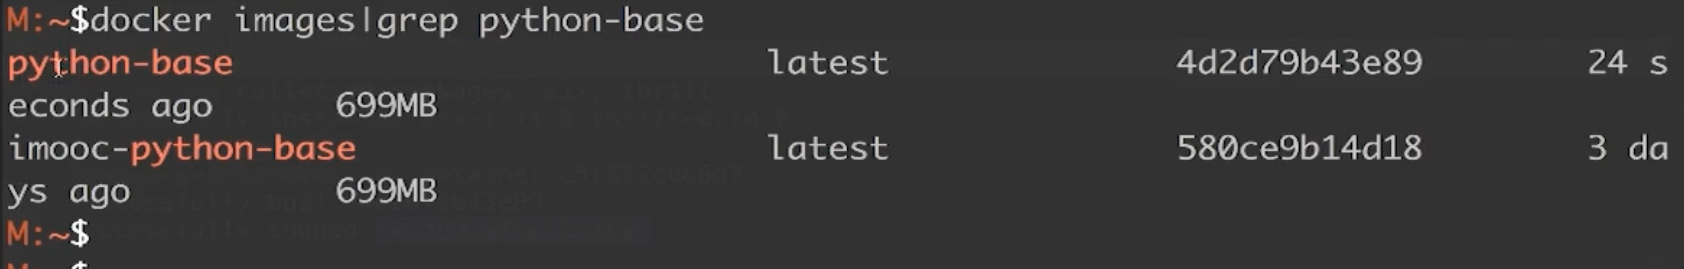 M:~$docker images|grep python-base
python-base latest 4d2d79b43e89 24 s
econds ago 699MB
imooc-python-base latest 580ce9b14d18 3 da
ys ago 699MB
M:~$
M:~$